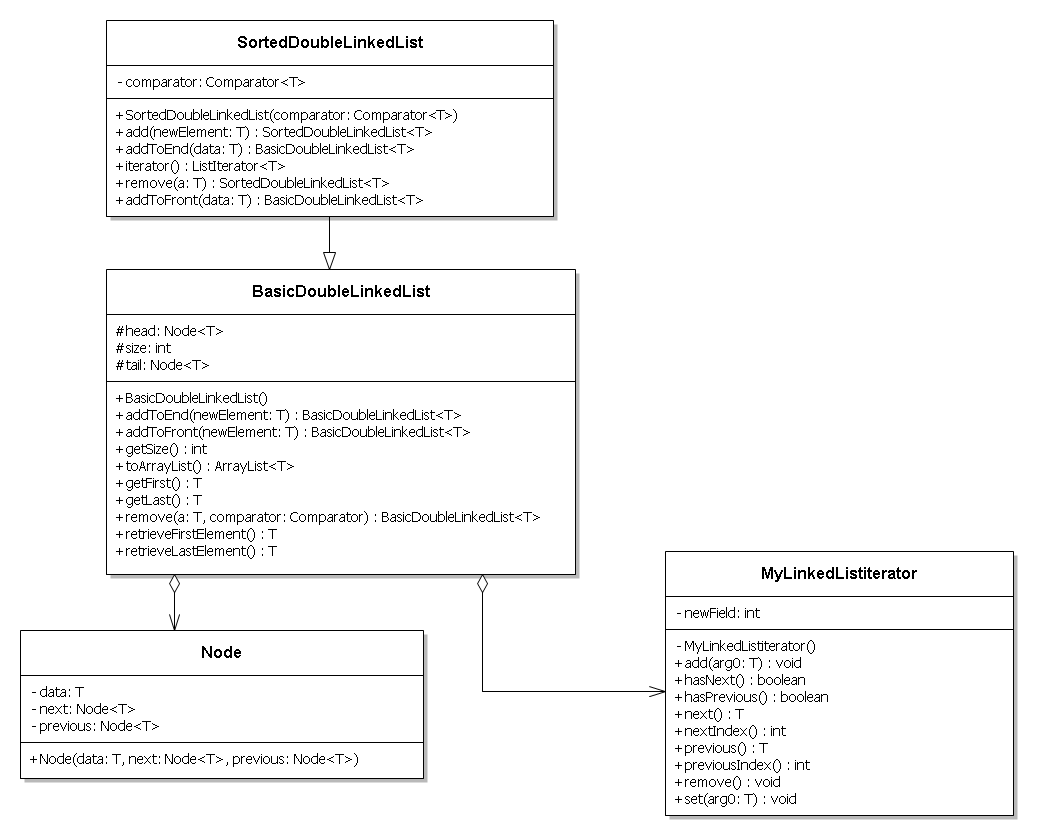 SortedDoubleLinkedList
- comparator: Comparator<T>
+ SortedDoubleLinkedList(comparator: Comparator<T>)
+ add(newElement: T) : SortedDoubleLinkedList<T>
+ addToEnd(data: T) : BasicDoubleLinkedList<T>
+ iterator() : ListIterator<T>
+ remove(a: T) : SortedDoubleLinkedList<T>
+ addToFront(data: T) : BasicDoubleLinkedList<T>
BasicDoubleLinkedList
# head: Node<T>
# size: int
# tail: Node<T>
+ BasicDoubleLinkedList()
+ addToEnd(newElement: T) : BasicDoubleLinkedList<T>
+ addToFront(newElement: T) : BasicDoubleLinkedList<T>
+ getSize() : int
+ toArrayList() : ArrayList<T>
+ getFirst() : T
+ getLast() : T
+ remove(a: T, comparator: Comparator) : BasicDoubleLinkedList<T>
+ retrieveFirstElement() : T
+ retrieveLastElement() : T
Node
- data: T
- next: Node<T>
- previous: Node<T>
+ Node(data: T, next: Node<T>, previous: Node<T>)
MyLinkedListiterator
- newField: int
- MyLinkedListiterator()
+ add(arg0: T) : void
+ hasNext() : boolean
+ hasPrevious() : boolean
+ next() : T
+ nextIndex() : int
+ previous() : T
+ previousIndex() : int
+ remove() : void
+ set(arg0: T) : void